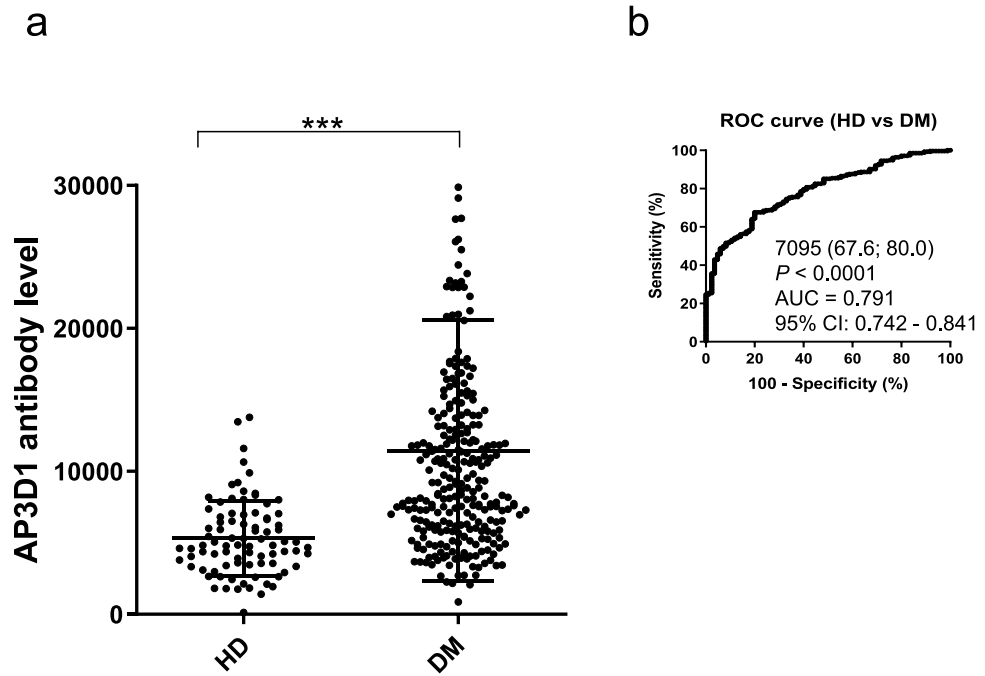 a
b
***
AP3D1 antibody level
30000
20000
10000
0
HD
DM
ROC curve (HD vs DM)
Sensitivity (%)
100
80
60
40
20
0
7095 (67.6; 80.0)
P < 0.0001
AUC = 0.791
95% CI: 0.742 - 0.841
0 20 40 60 80 100
100 - Specificity (%)